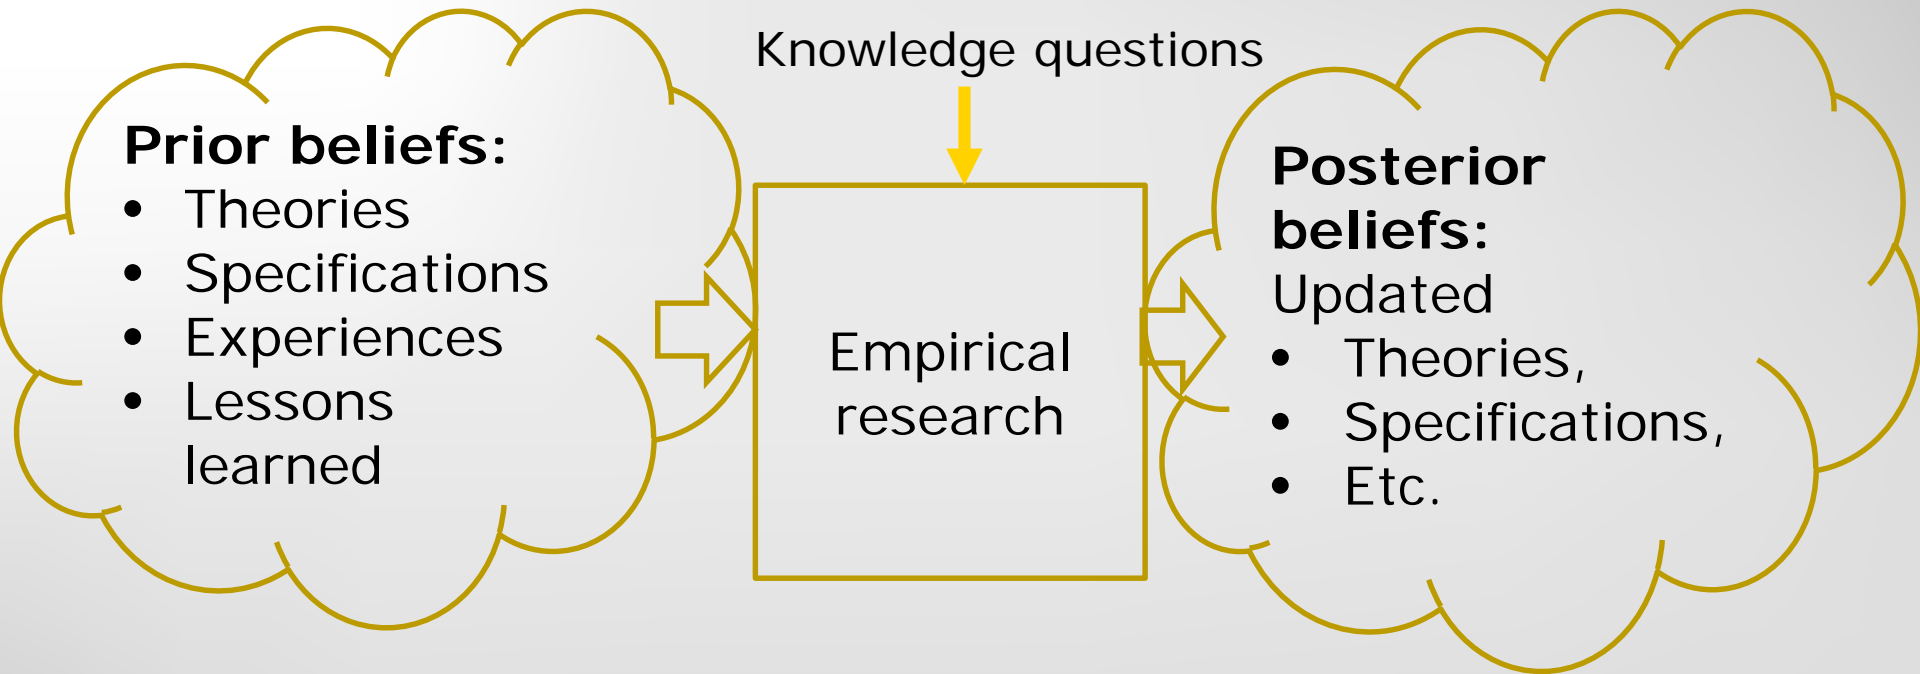 Knowledge questions
Prior beliefs:
• Theories
• Specifications
• Experiences
• Lessons
learned
Empirical
research
Posterior
beliefs:
Updated
• Theories,
• Specifications,
• Etc.